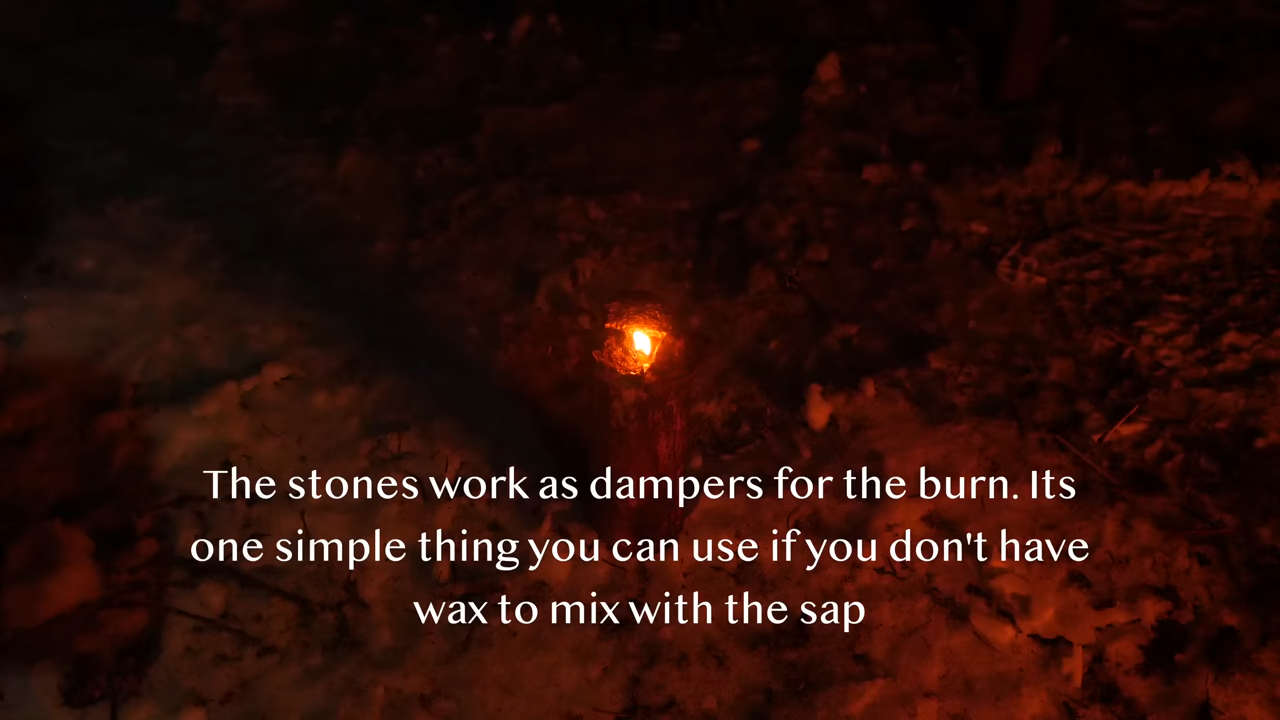 The stones work as dampers for the burn. Its
one simple thing you can use if you don't have
wax to mix with the sap